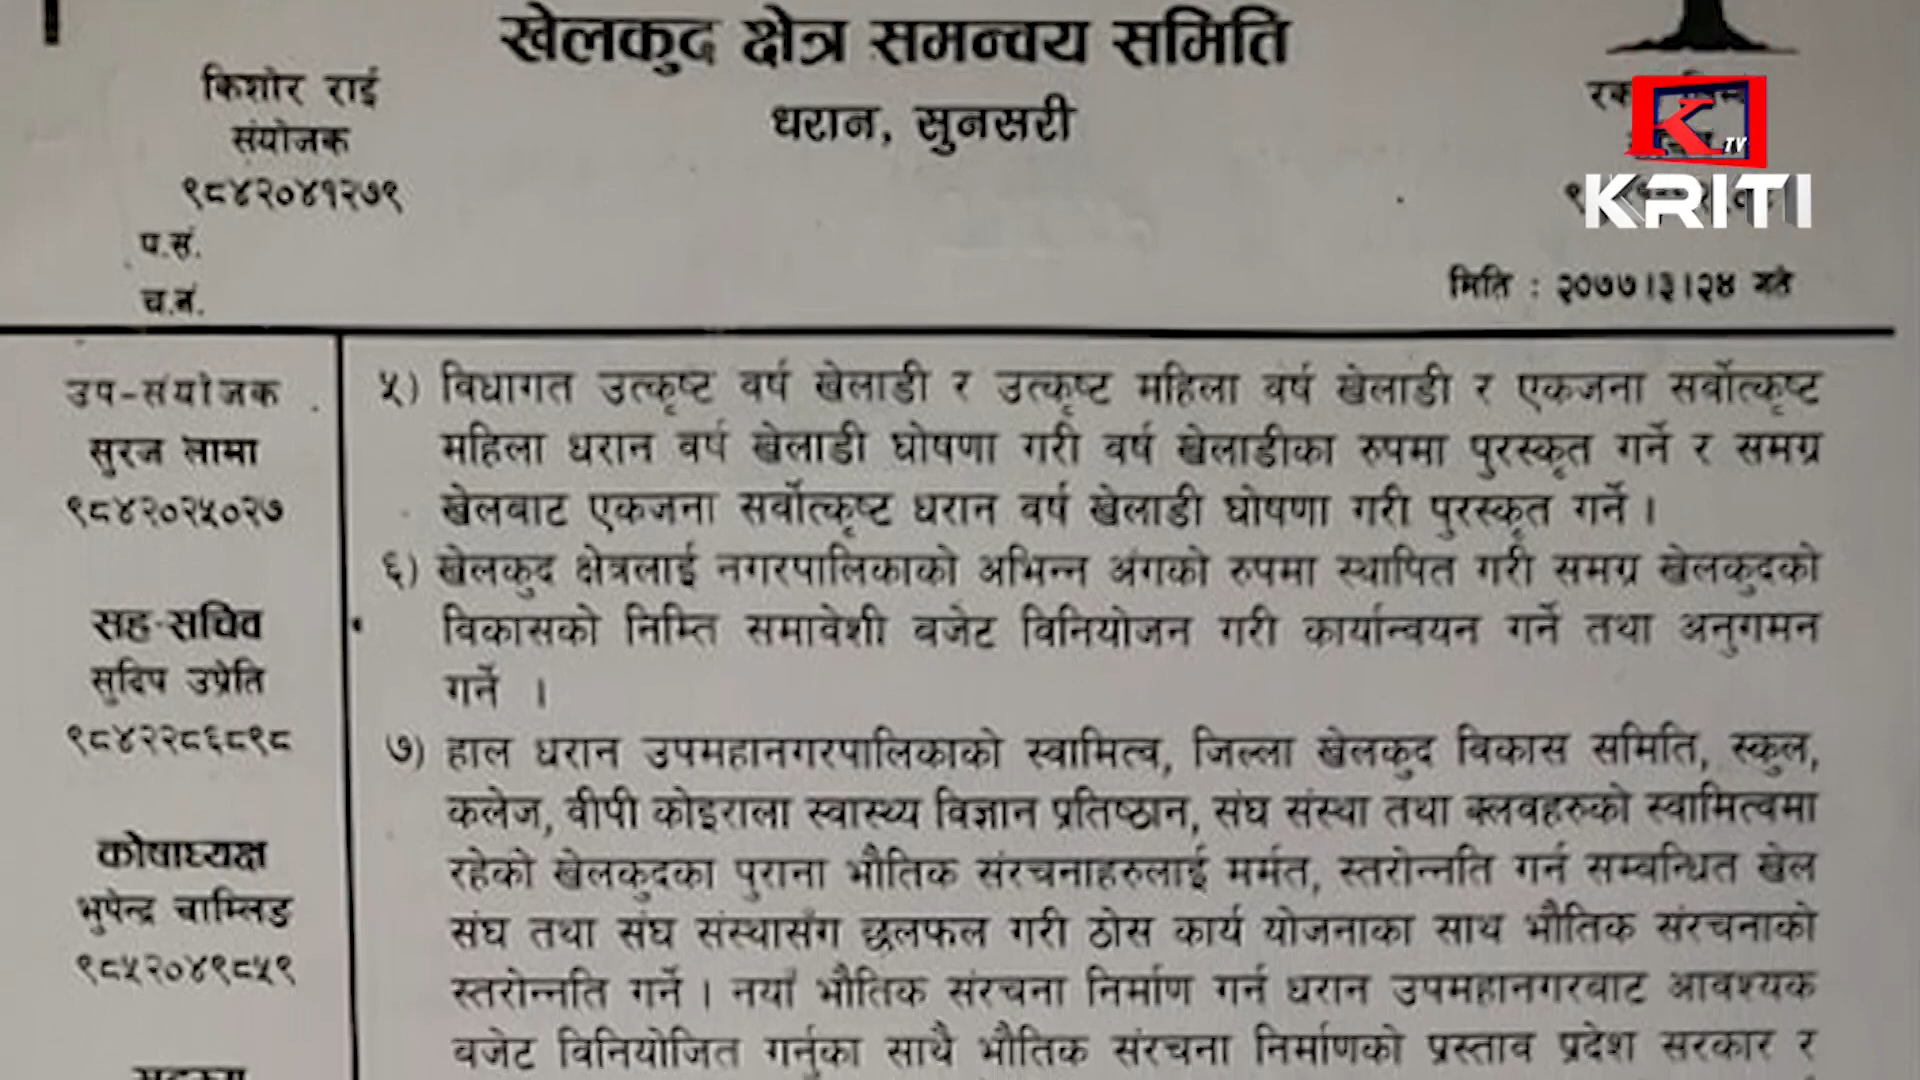 खेलकुद क्षेत्र समन्वय समिति
धरान, सुनसरी
किशोर राई
संयोजक
९८४२०४१२७९
प.सं.
च.नं.
K TV
KRITI
मिति : २०७७।३।२४ गते
उप-संयोजक
सुरज लामा
९८४२०२५०२७
सह-सचिव
सुदिप उप्रेति
९८४२२८६८९८
कोषाध्यक्ष
भुपेन्द्र चाम्लिङ
९८५२०४९८५९
५) विधागत उत्कृष्ट वर्ष खेलाडी र उत्कृष्ट महिला वर्ष खेलाडी र एकजना सर्वोत्कृष्ट
महिला धरान वर्ष खेलाडी घोषणा गरी वर्ष खेलाडीका रुपमा पुरस्कृत गर्ने र समग्र
खेलबाट एकजना सर्वोत्कृष्ट धरान वर्ष खेलाडी घोषणा गरी पुरस्कृत गर्ने ।
६) खेलकुद क्षेत्रलाई नगरपालिकाको अभिन्न अंगको रुपमा स्थापित गरी समग्र खेलकुदको
विकासको निम्ति समावेशी बजेट विनियोजन गरी कार्यान्वयन गर्ने तथा अनुगमन
गर्ने ।
७) हाल धरान उपमहानगरपालिकाको स्वामित्व, जिल्ला खेलकुद विकास समिति, स्कुल,
कलेज, वीपी कोइराला स्वास्थ्य विज्ञान प्रतिष्ठान, संघ संस्था तथा क्लवहरुको स्वामित्वमा
रहेको खेलकुदका पुराना भौतिक संरचनाहरुलाई मर्मत, स्तरोन्नति गर्न सम्बन्धित खेल
संघ तथा संघ संस्थासँग छलफल गरी ठोस कार्य योजनाका साथ भौतिक संरचनाको
स्तरोन्नति गर्ने । नयाँ भौतिक संरचना निर्माण गर्न धरान उपमहानगरबाट आवश्यक
बजेट विनियोजित गर्नुका साथै भौतिक संरचना निर्माणको प्रस्ताव प्रदेश सरकार र